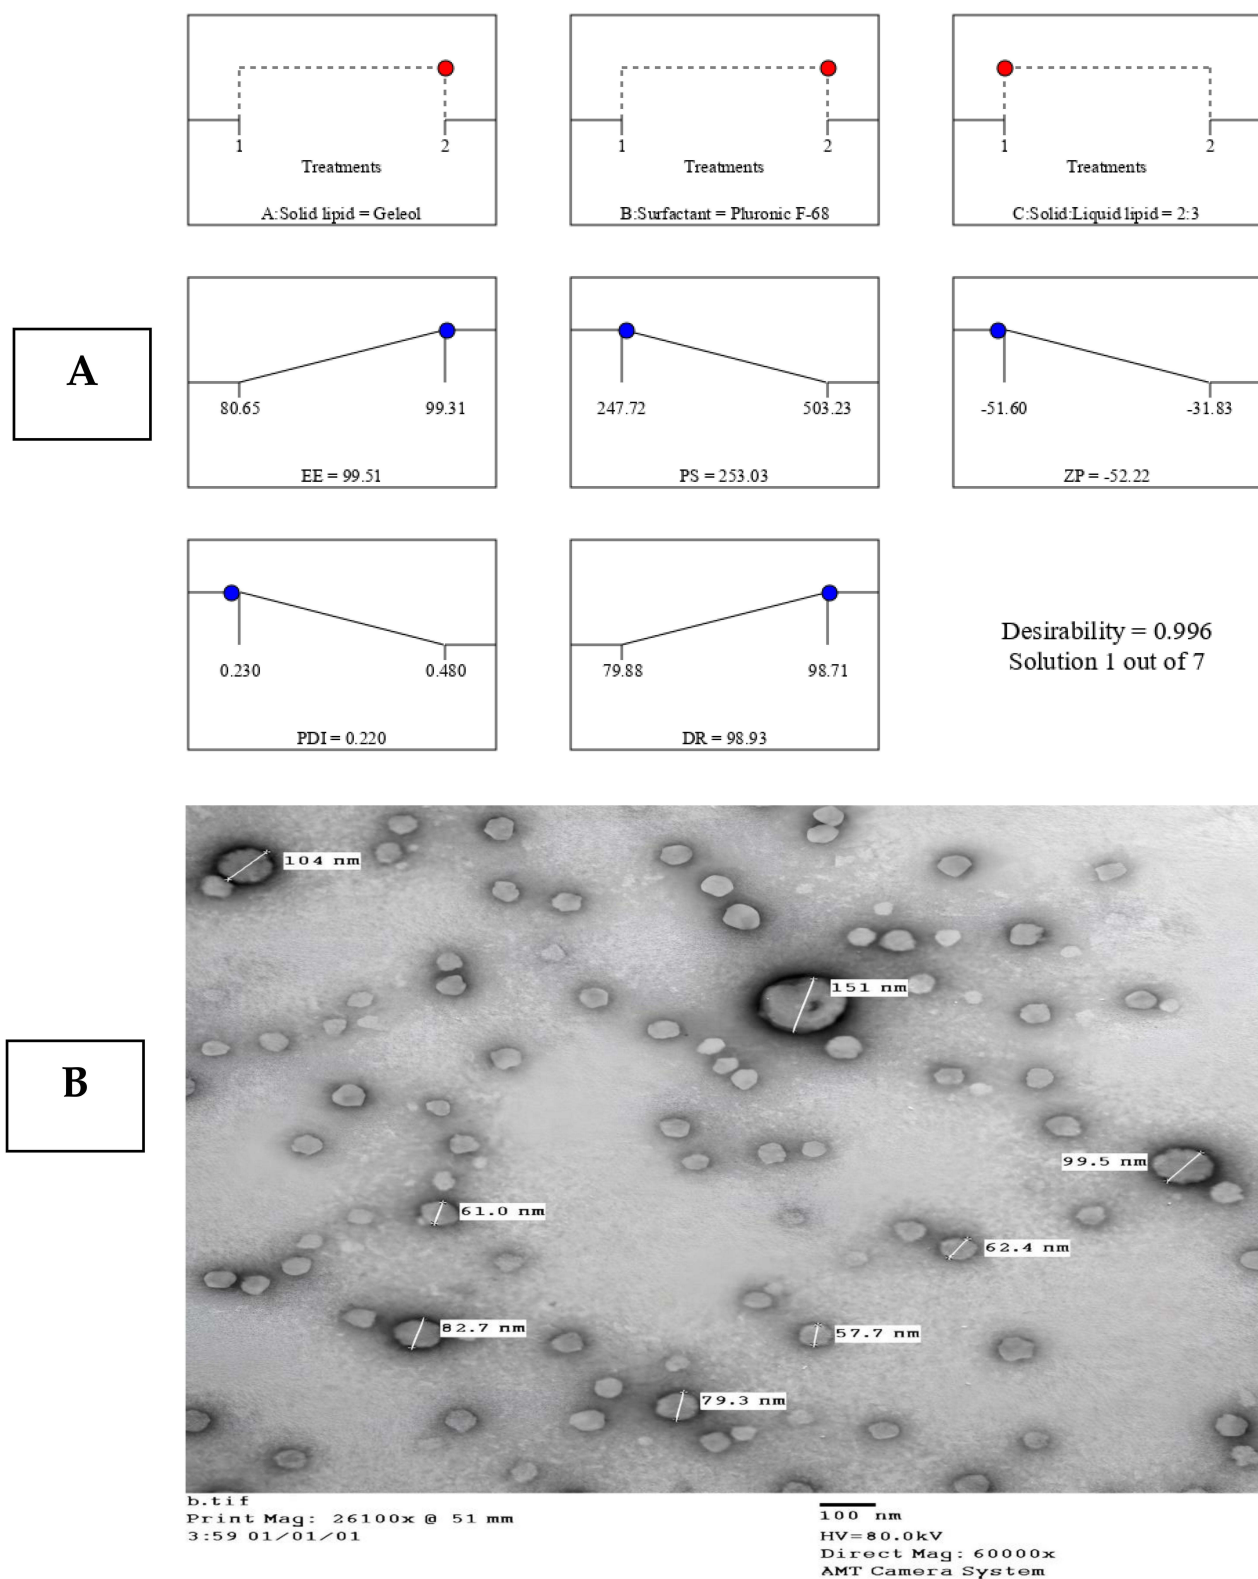 1 2 1 2 1 2
Treatments Treatments Treatments
A:Solid lipid = Geleol B:Surfactant = Pluronic F-68 C:Solid:Liquid lipid = 2:3
A
80.65 99.31 247.72 503.23 -51.60 -31.83
EE = 99.51 PS = 253.03 ZP = -52.22
0.230 0.480 79.88 98.71
PDI = 0.220 DR = 98.93
Desirability = 0.996
Solution 1 out of 7
B
104 nm
151 nm
99.5 nm
61.0 nm
62.4 nm
82.7 nm
57.7 nm
79.3 nm
b.tif
Print Mag: 26100x @ 51 mm
3:59 01/01/01
100 nm
HV=80.0kV
Direct Mag: 60000x
AMT Camera System